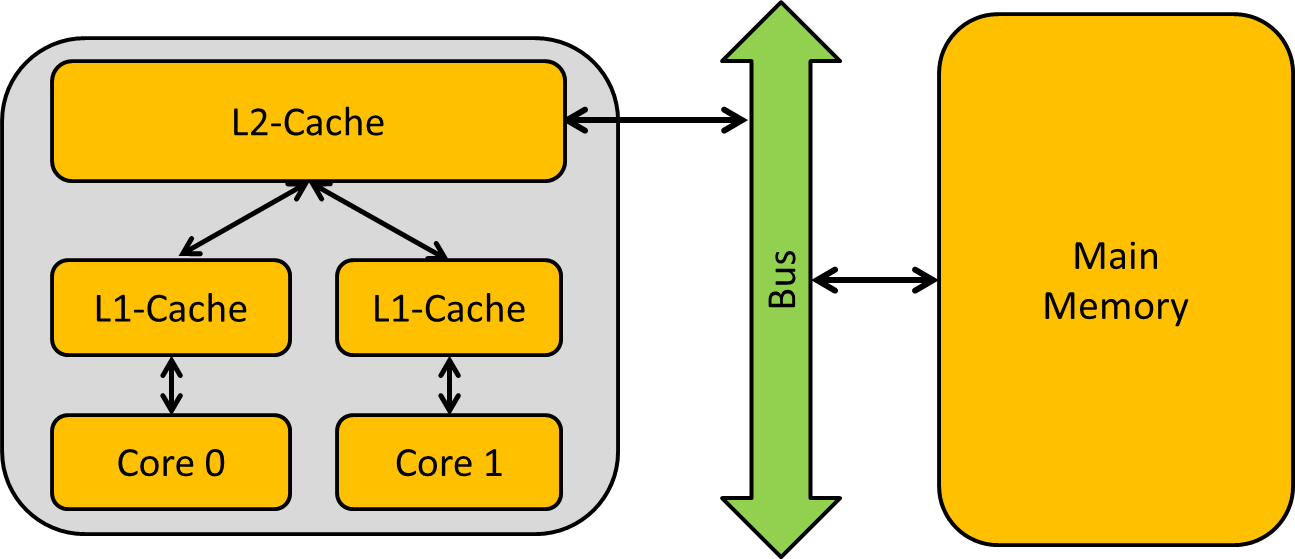 L2-Cache
L1-Cache
L1-Cache
Core 0
Core 1
Bus
Main
Memory